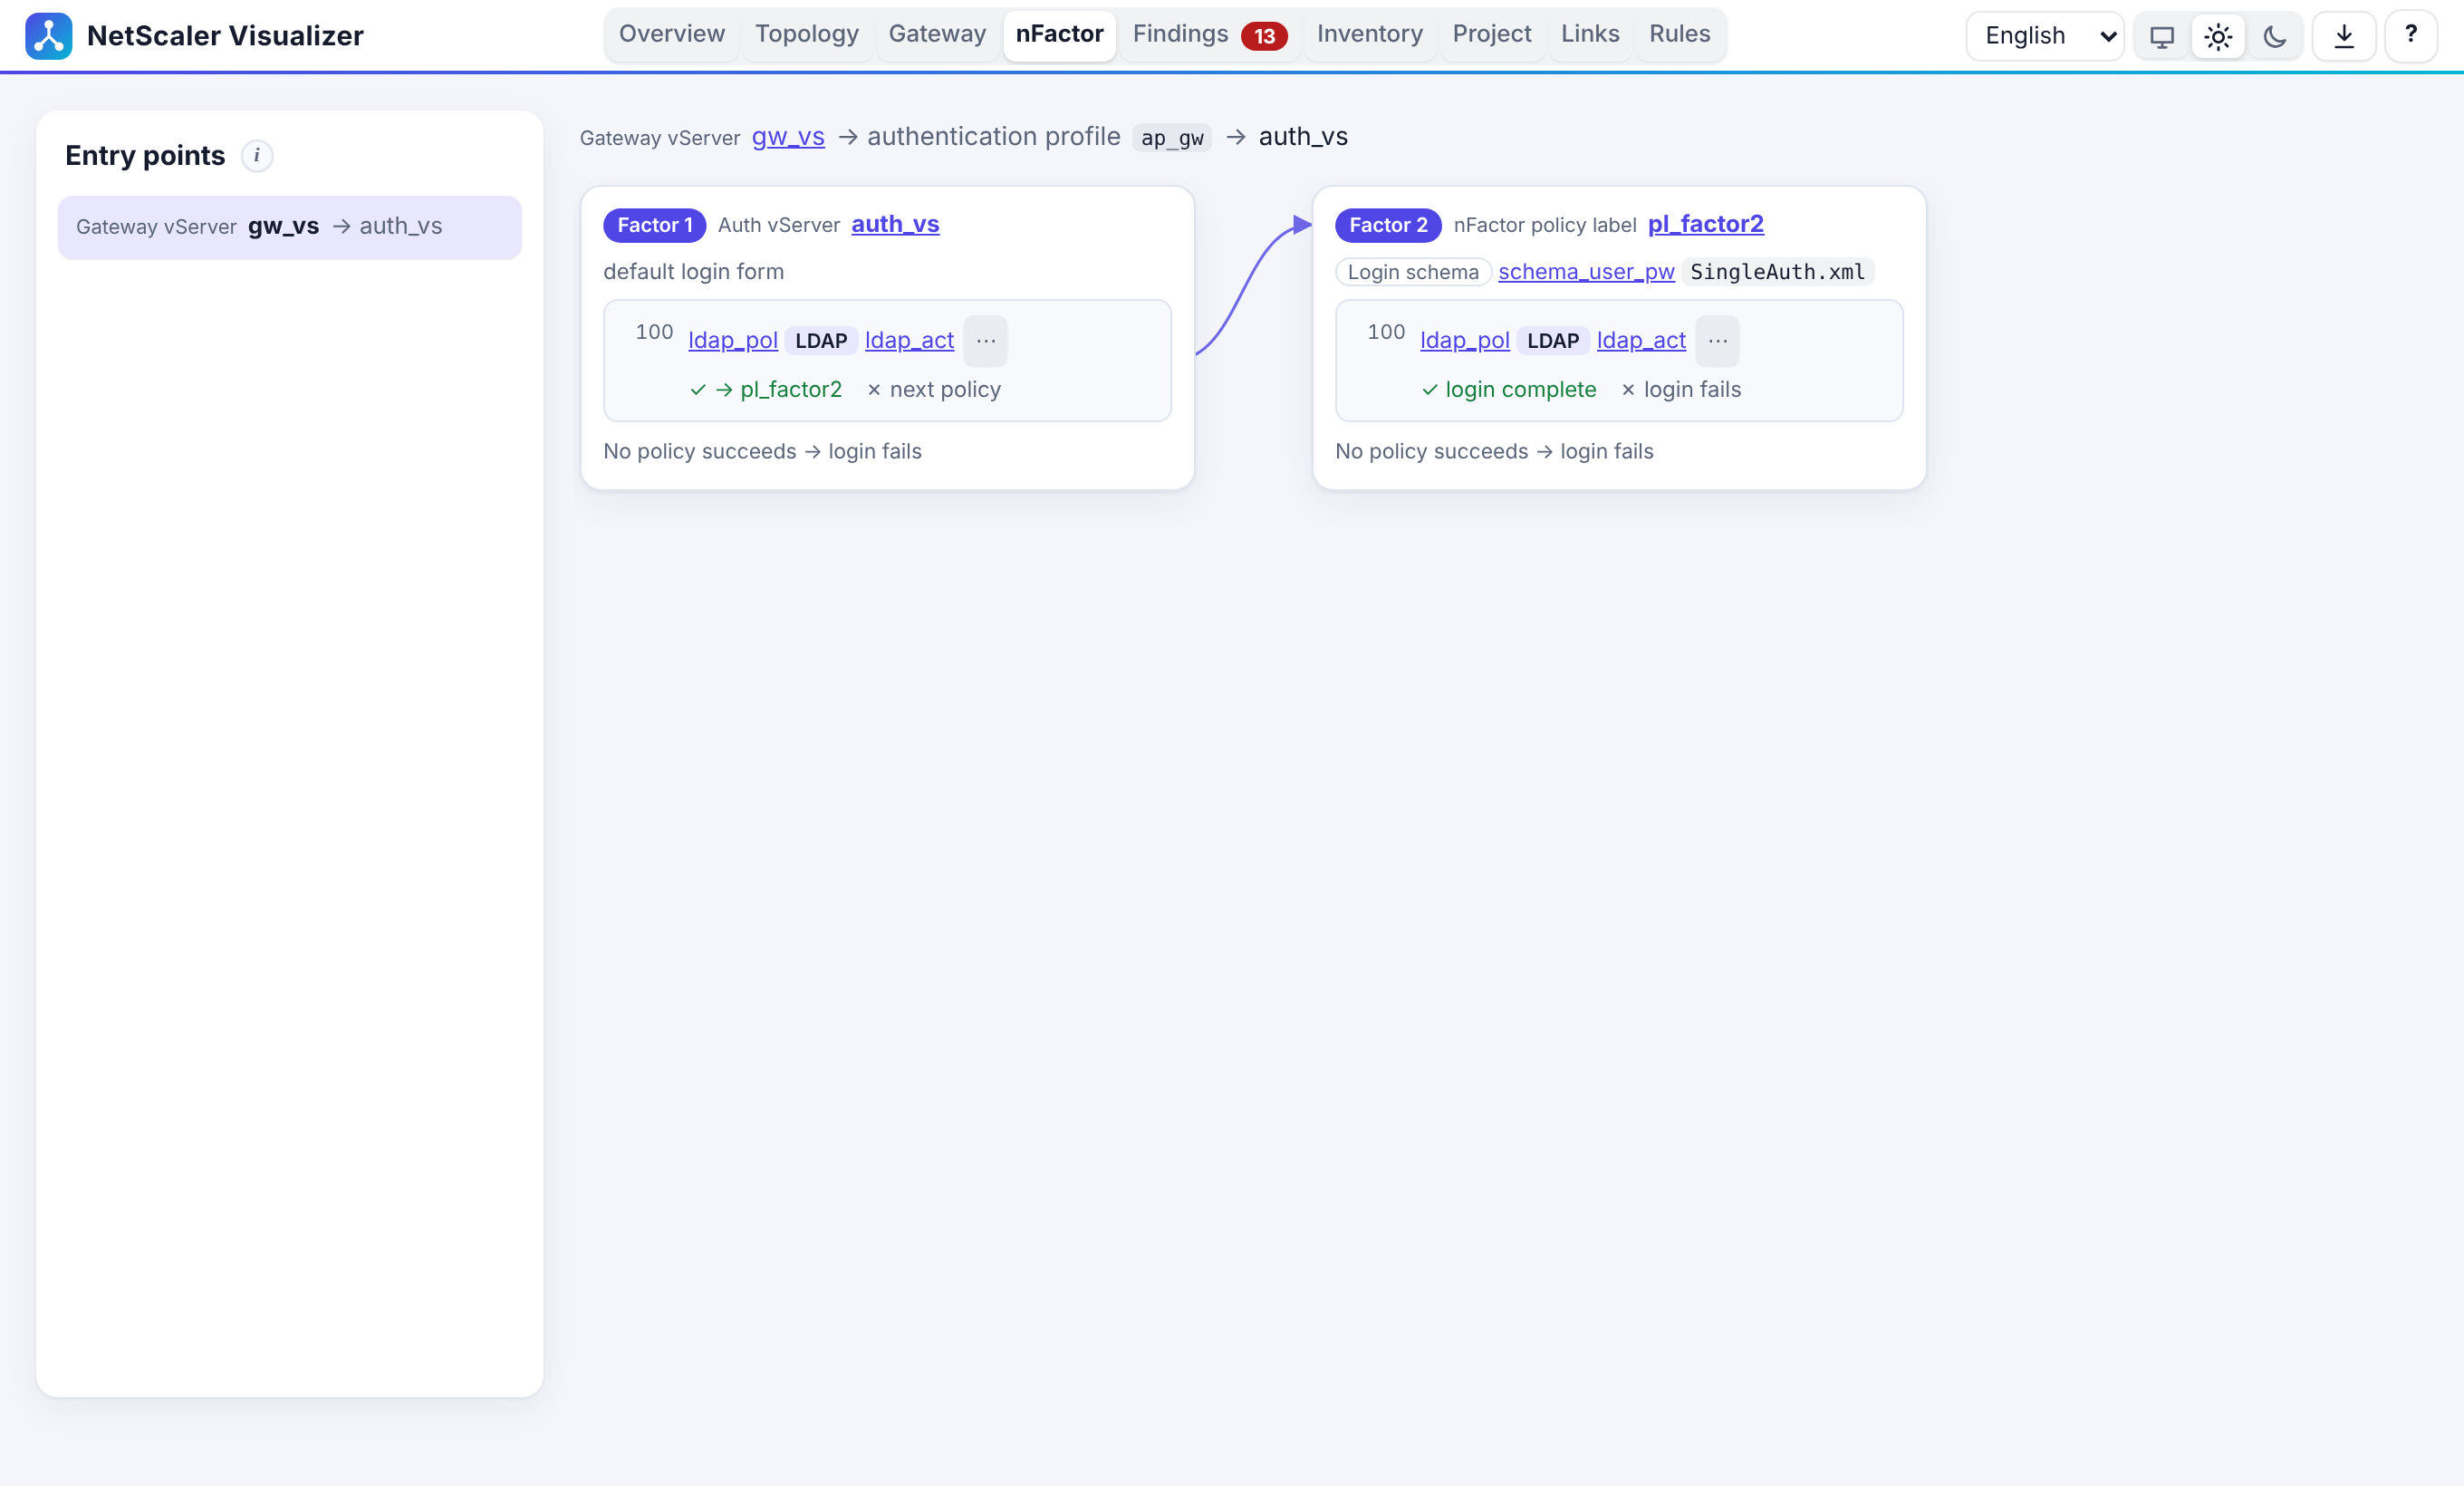 NetScaler Visualizer
Overview Topology Gateway nFactor Findings 13 Inventory Project Links Rules
English
?
Entry points i
Gateway vServer gw_vs → auth_vs
Gateway vServer gw_vs → authentication profile ap_gw → auth_vs
Factor 1 Auth vServer auth_vs
default login form
100 ldap_pol LDAP ldap_act ...
✓ → pl_factor2 × next policy
No policy succeeds → login fails
Factor 2 nFactor policy label pl_factor2
Login schema schema_user_pw SingleAuth.xml
100 ldap_pol LDAP ldap_act ...
✓ login complete × login fails
No policy succeeds → login fails